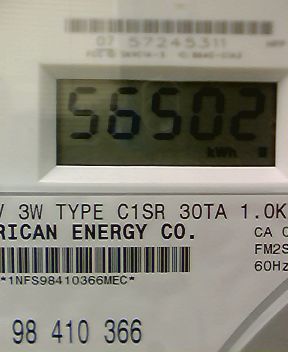 07 57245311
56502
kWh
V 3W TYPE C1SR 30TA 1.0K
RICAN ENERGY CO.
CA 0
FM2S
60Hz
*1NFS98410366MEC*
98 410 366